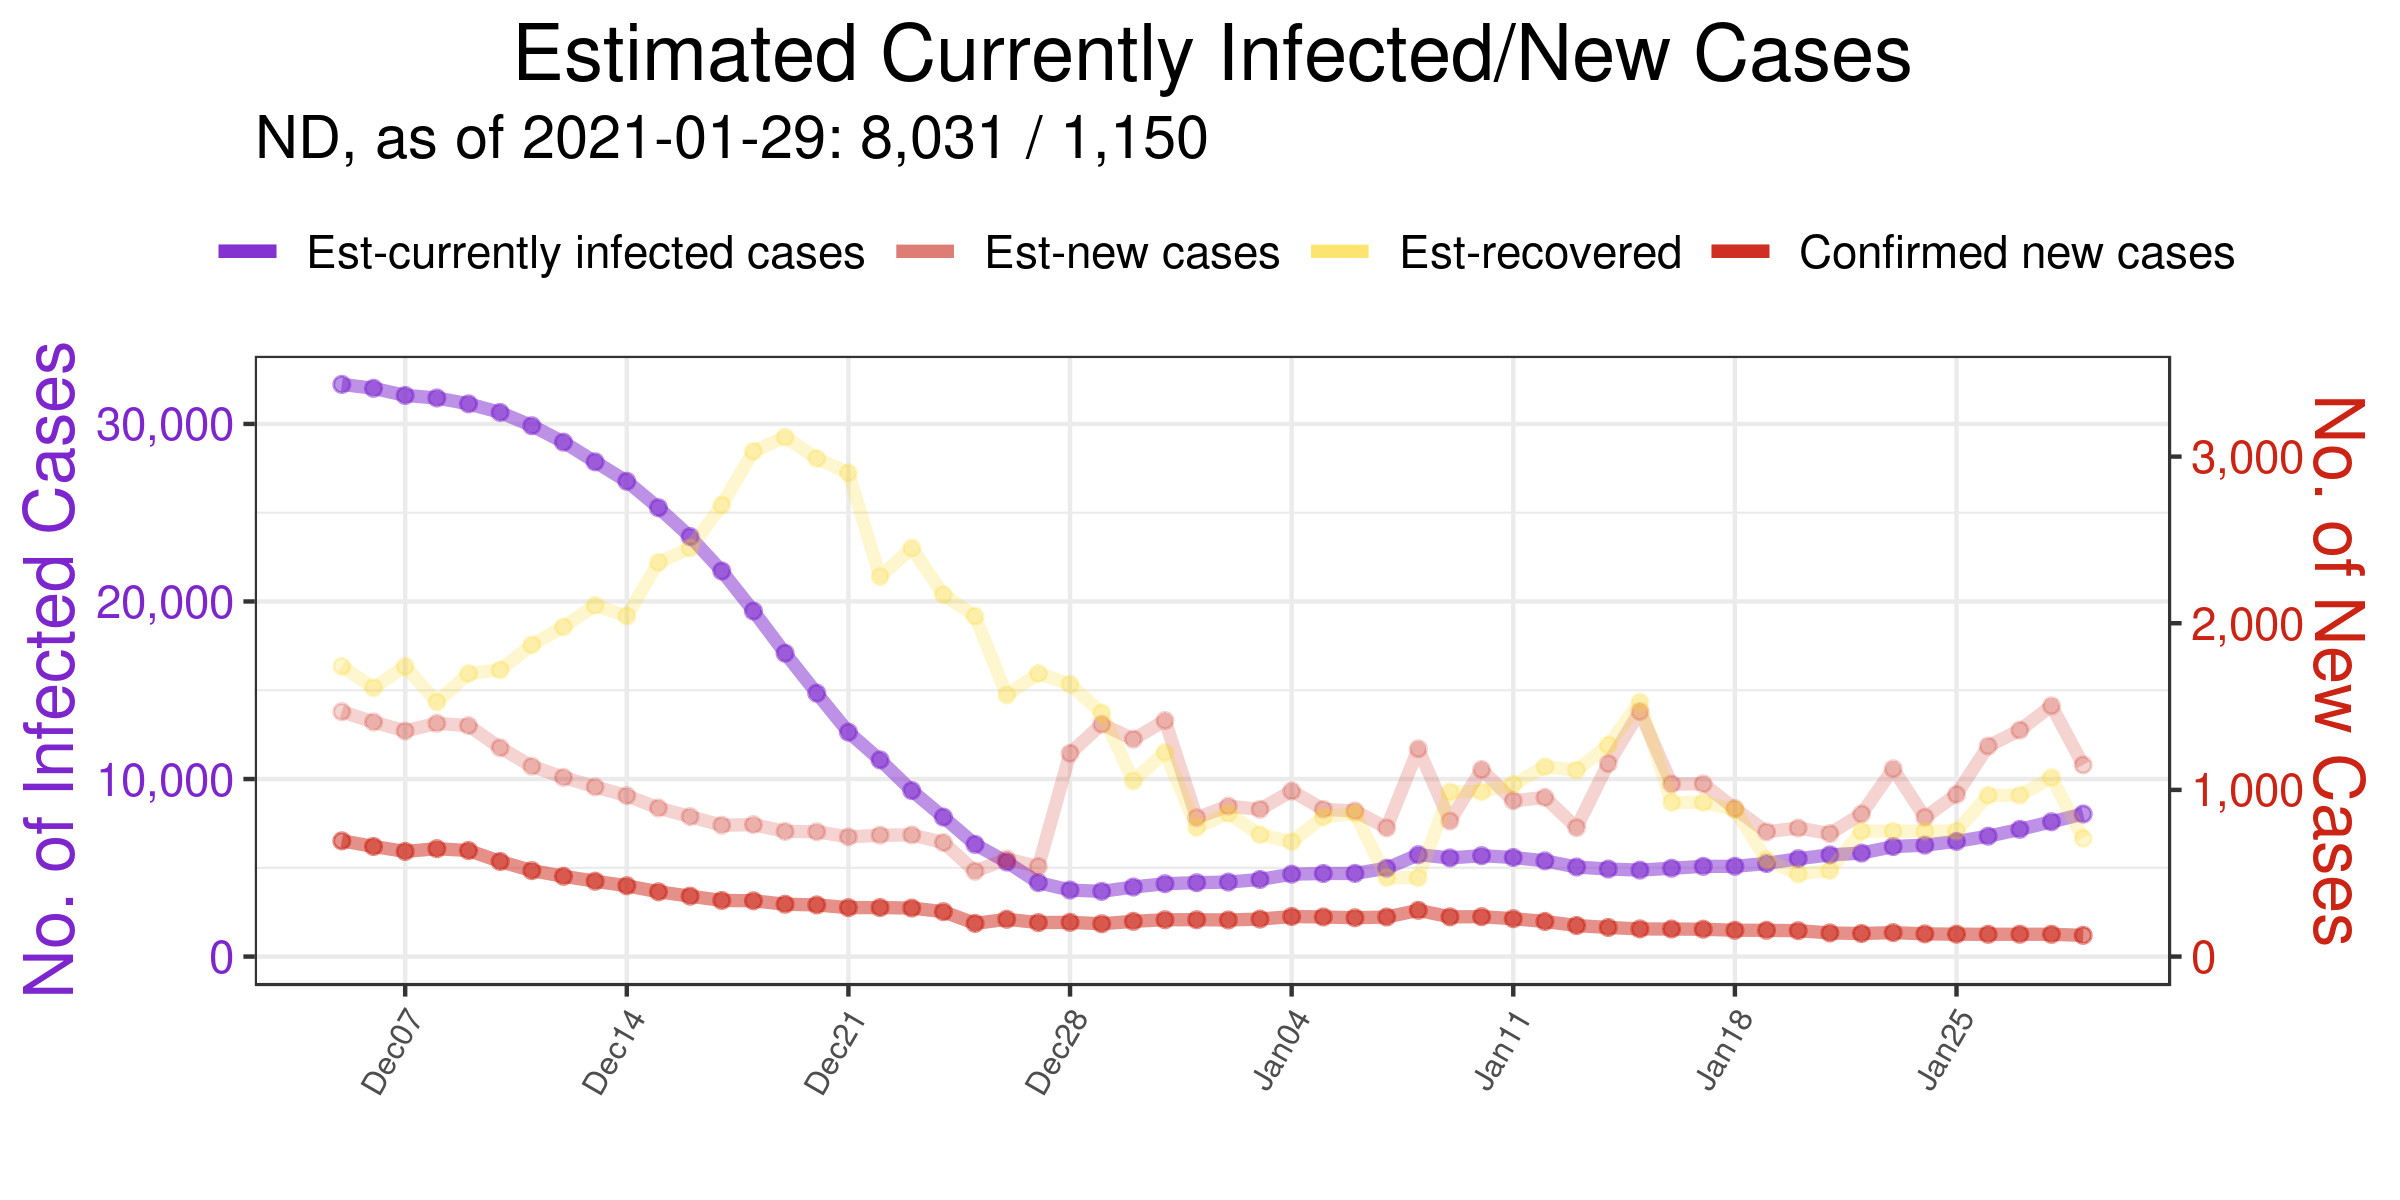 Estimated Currently Infected/New Cases
ND, as of 2021-01-29: 8,031 / 1,150
Est-currently infected cases Est-new cases Est-recovered Confirmed new cases
No. of Infected Cases
30,000
20,000
10,000
0
3,000
2,000
1,000
0
No. of New Cases
Dec07 Dec14 Dec21 Dec28 Jan04 Jan11 Jan18 Jan25